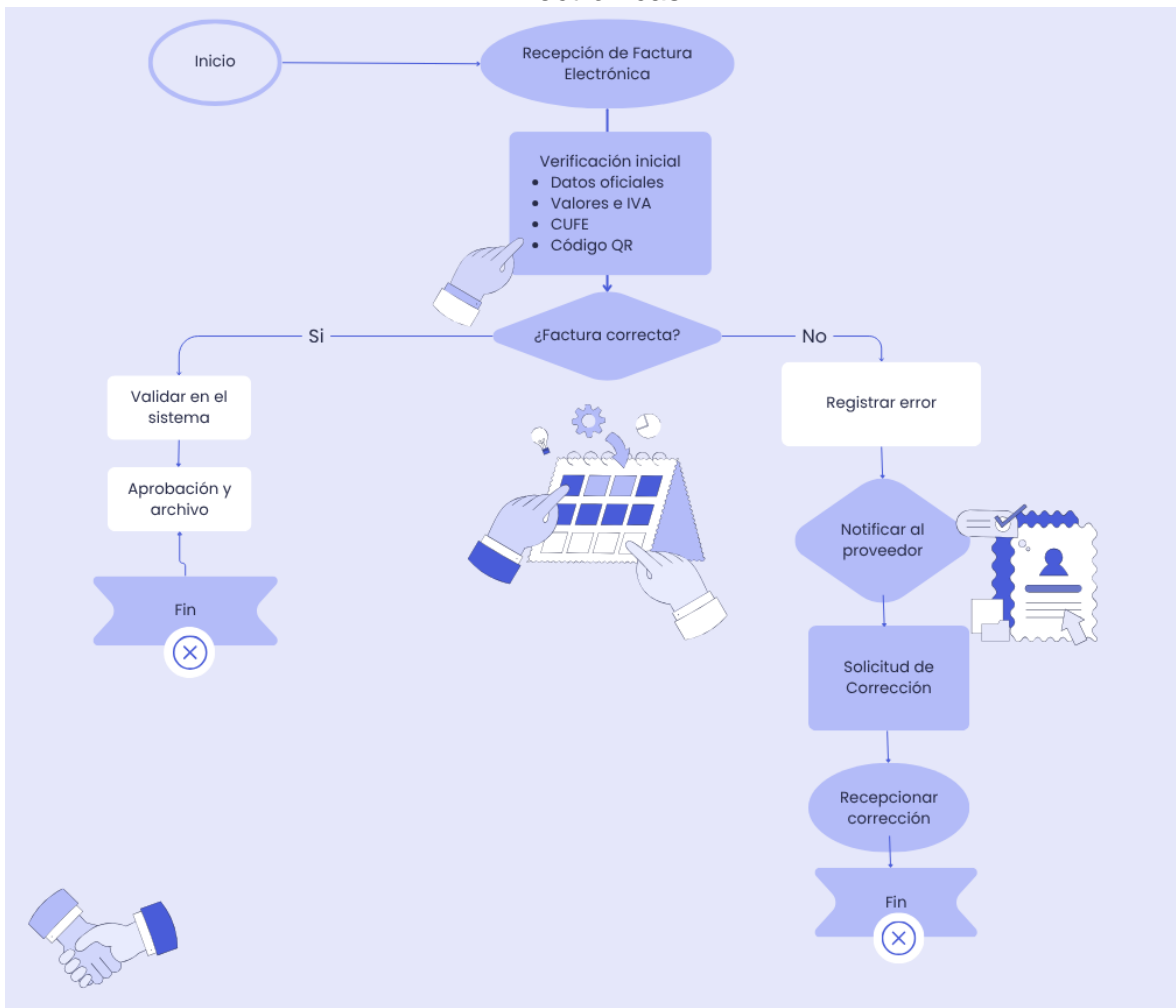 Inicio
Recepción de Factura
Electrónica
Verificación inicial
• Datos oficiales
• Valores e IVA
• CUFE
• Código QR
¿Factura correcta?
Si
No
Validar en el
sistema
Aprobación y
archivo
Fin
Registrar error
Notificar al
proveedor
Solicitud de
Corrección
Recepcionar
corrección
Fin